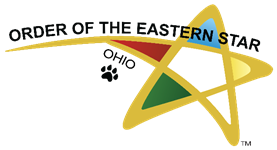 ORDER OF THE EASTERN STAR
OHIO
TM